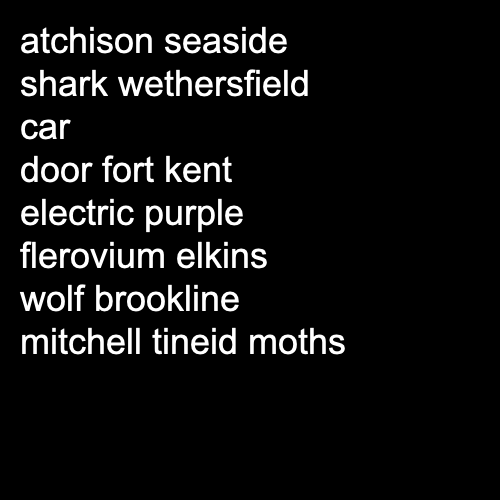 atchison seaside
shark wethersfield
car
door fort kent
electric purple
flerovium elkins
wolf brookline
mitchell tineid moths